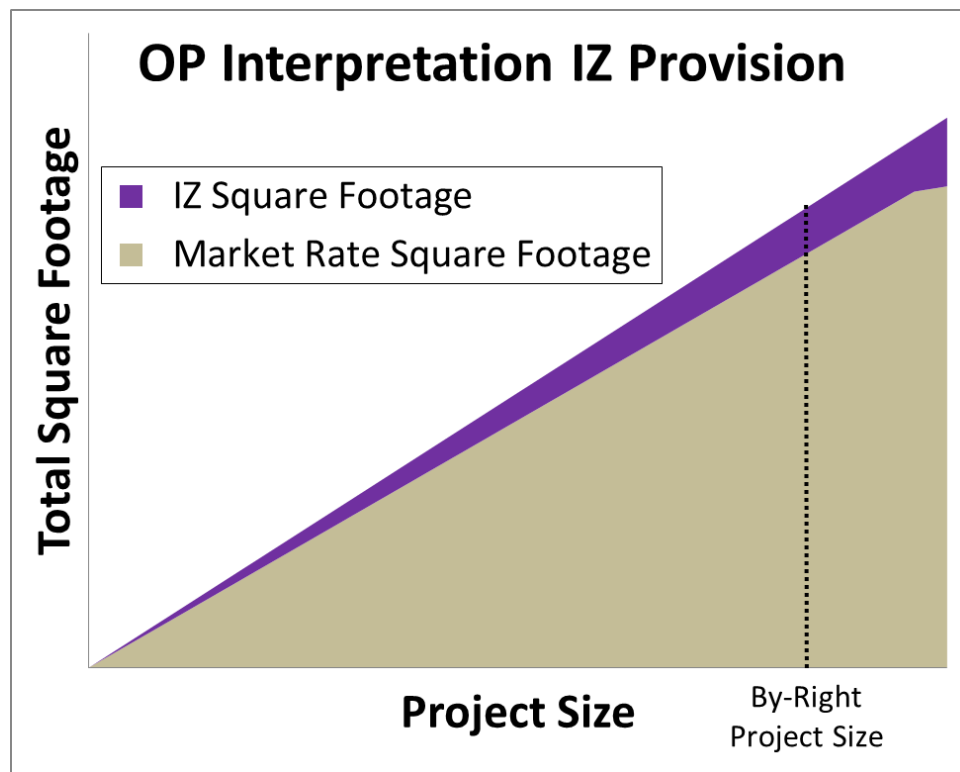 OP Interpretation IZ Provision
Total Square Footage
IZ Square Footage
Market Rate Square Footage
Project Size
By-Right
Project Size